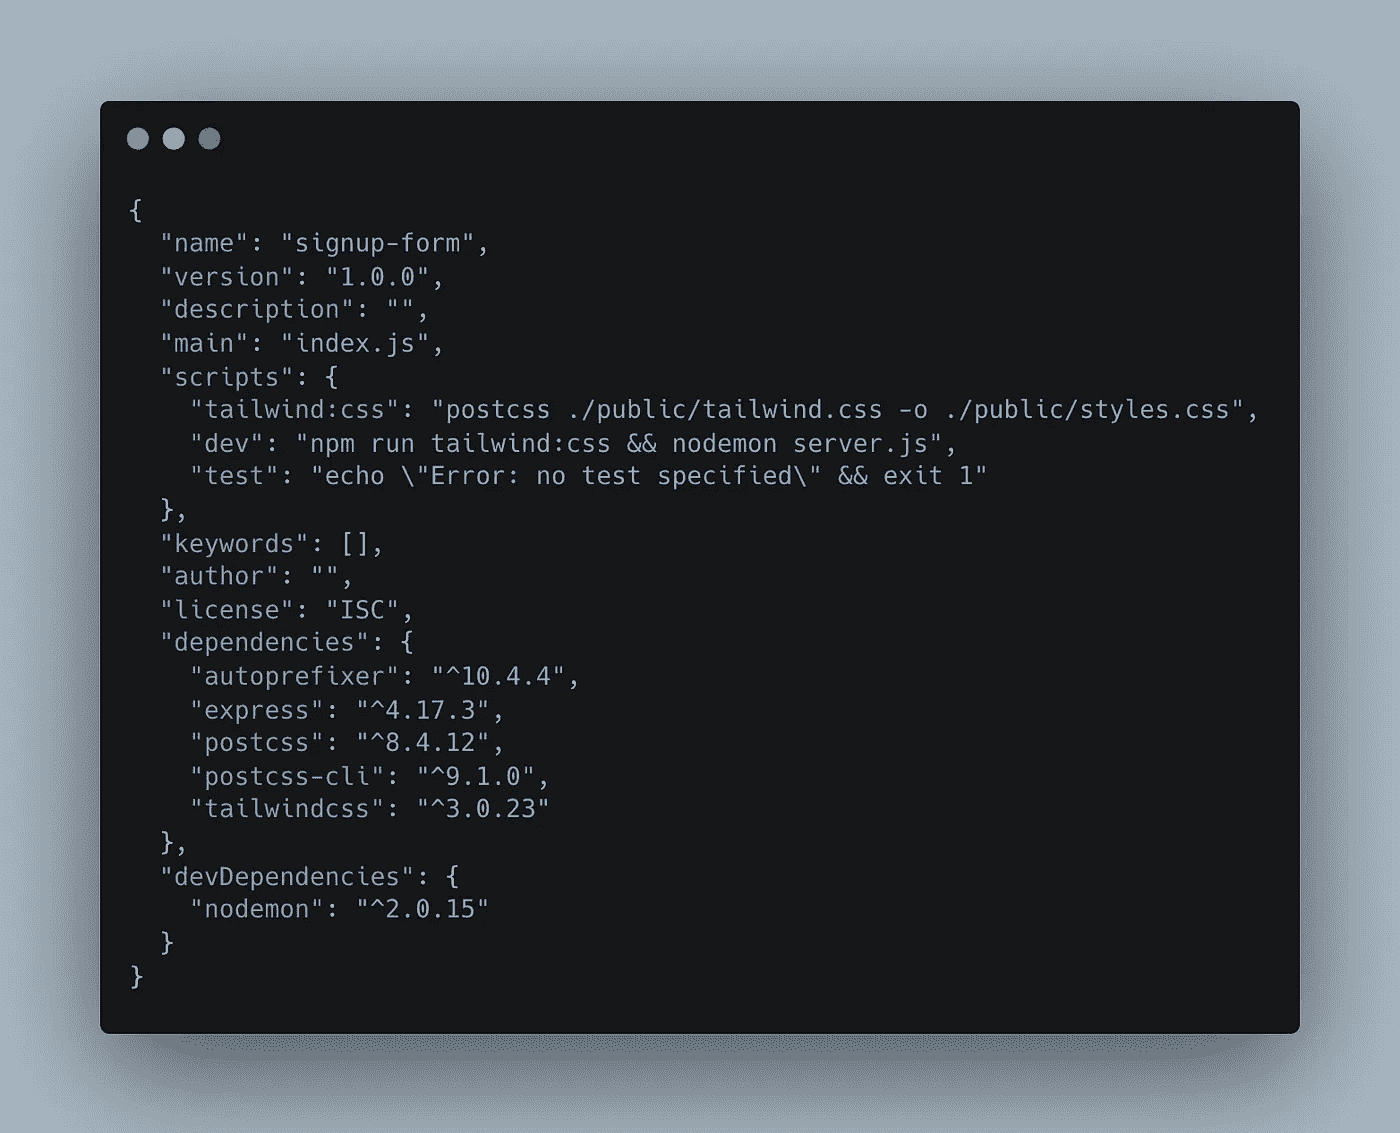 {
  "name": "signup-form",
  "version": "1.0.0",
  "description": "",
  "main": "index.js",
  "scripts": {
    "tailwind:css": "postcss ./public/tailwind.css -o ./public/styles.css",
    "dev": "npm run tailwind:css && nodemon server.js",
    "test": "echo \"Error: no test specified\" && exit 1"
  },
  "keywords": [],
  "author": "",
  "license": "ISC",
  "dependencies": {
    "autoprefixer": "^10.4.4",
    "express": "^4.17.3",
    "postcss": "^8.4.12",
    "postcss-cli": "^9.1.0",
    "tailwindcss": "^3.0.23"
  },
  "devDependencies": {
    "nodemon": "^2.0.15"
  }
}